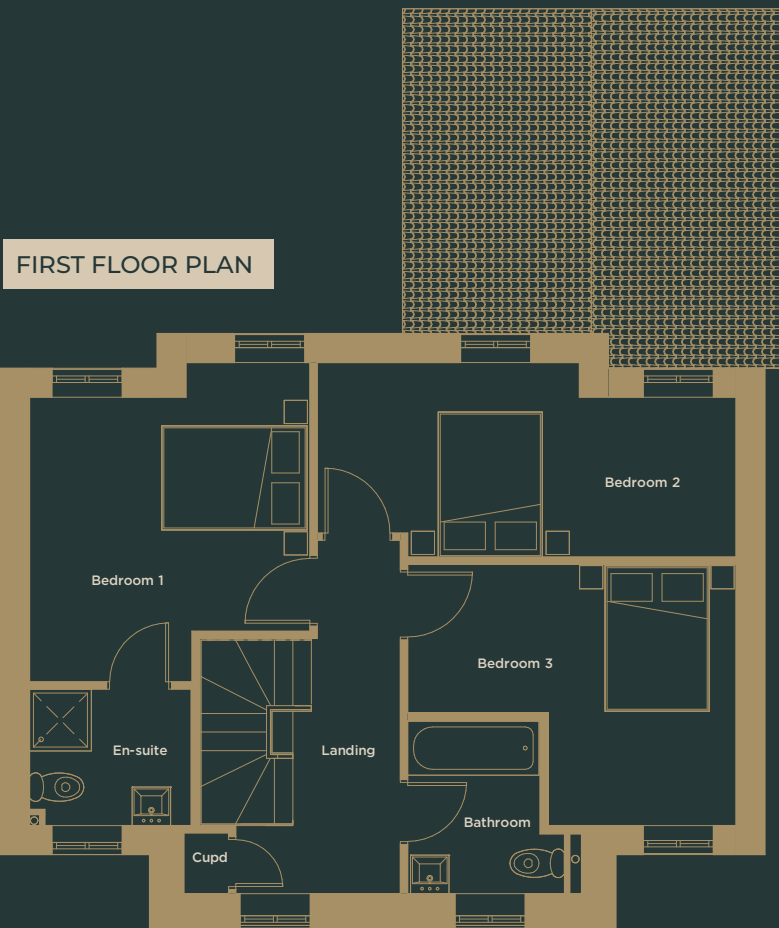 FIRST FLOOR PLAN
Bedroom 2
Bedroom 1
Bedroom 3
En-suite
Landing
Bathroom
Cupd